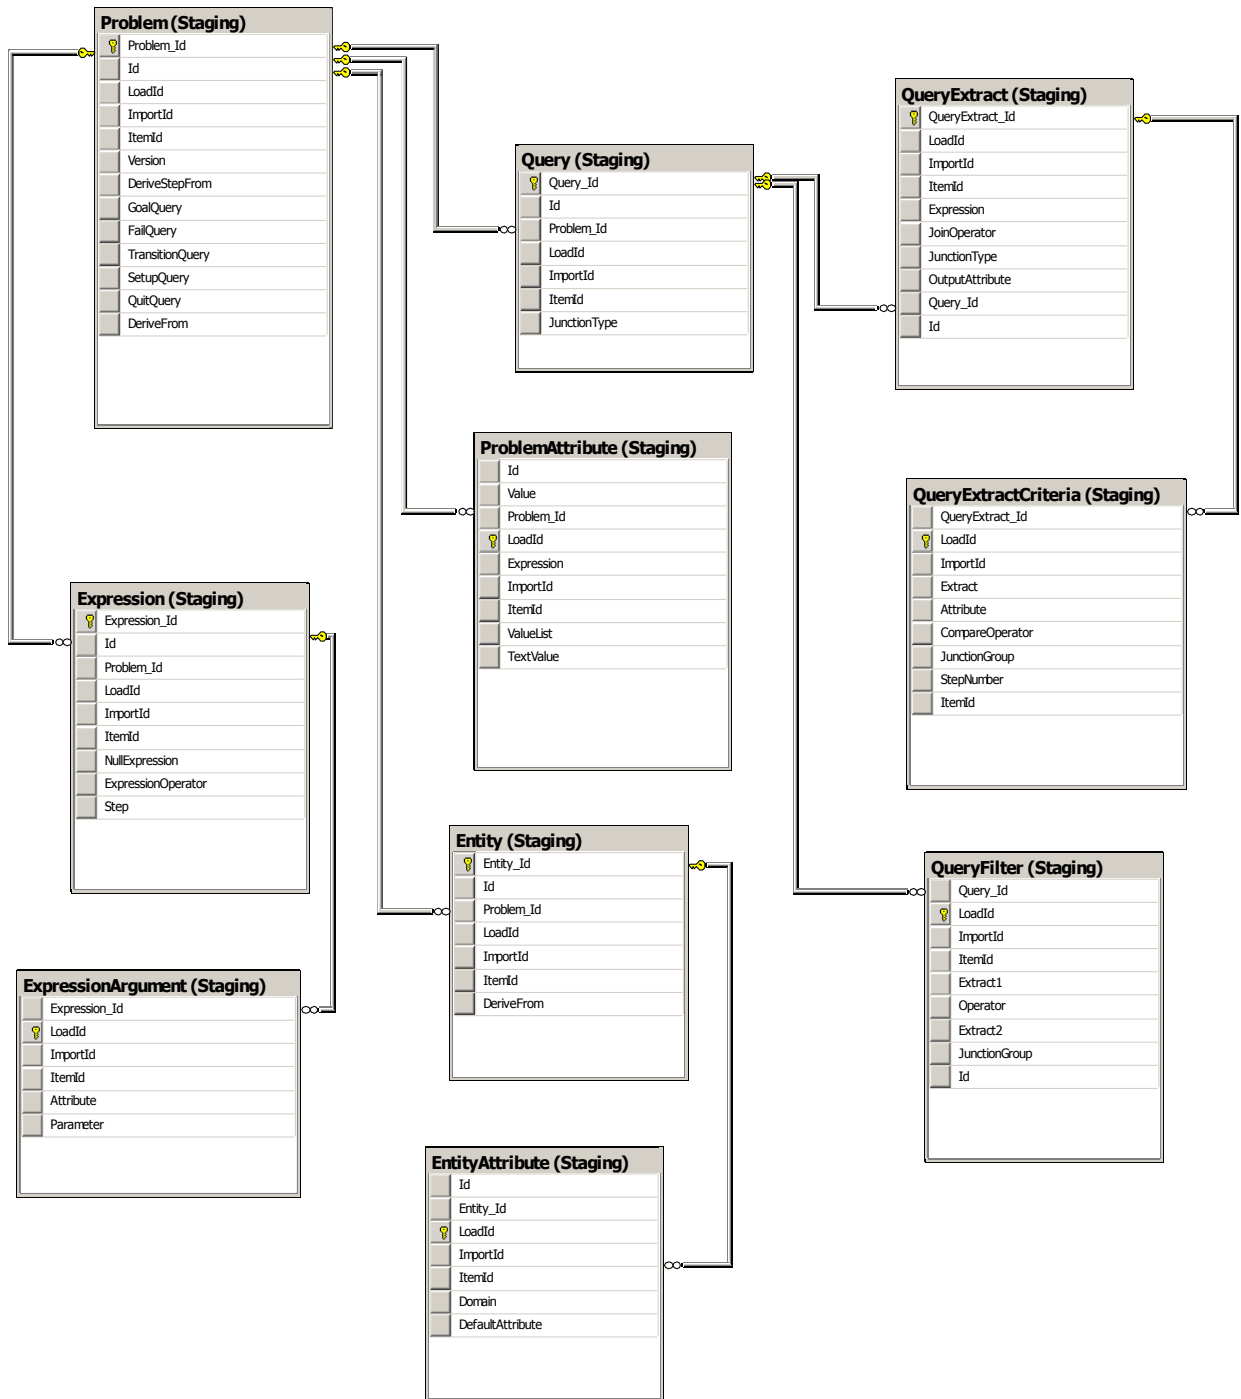 Problem (Staging)
Problem_Id
Id
LoadId
ImportId
ItemId
Version
DeriveStepFrom
GoalQuery
FailQuery
TransitionQuery
SetupQuery
QuitQuery
DeriveFrom
Query (Staging)
Query_Id
Id
Problem_Id
LoadId
ImportId
ItemId
JunctionType
QueryExtract (Staging)
QueryExtract_Id
LoadId
ImportId
ItemId
Expression
JoinOperator
JunctionType
OutputAttribute
Query_Id
Id
ProblemAttribute (Staging)
Id
Value
Problem_Id
LoadId
Expression
ImportId
ItemId
ValueList
TextValue
QueryExtractCriteria (Staging)
QueryExtract_Id
LoadId
ImportId
Extract
Attribute
CompareOperator
JunctionGroup
StepNumber
ItemId
Expression (Staging)
Expression_Id
Id
Problem_Id
LoadId
ImportId
ItemId
NullExpression
ExpressionOperator
Step
Entity (Staging)
Entity_Id
Id
Problem_Id
LoadId
ImportId
ItemId
DeriveFrom
QueryFilter (Staging)
Query_Id
LoadId
ImportId
ItemId
Extract1
Operator
Extract2
JunctionGroup
Id
ExpressionArgument (Staging)
Expression_Id
LoadId
ImportId
ItemId
Attribute
Parameter
EntityAttribute (Staging)
Id
Entity_Id
LoadId
ImportId
ItemId
Domain
DefaultAttribute